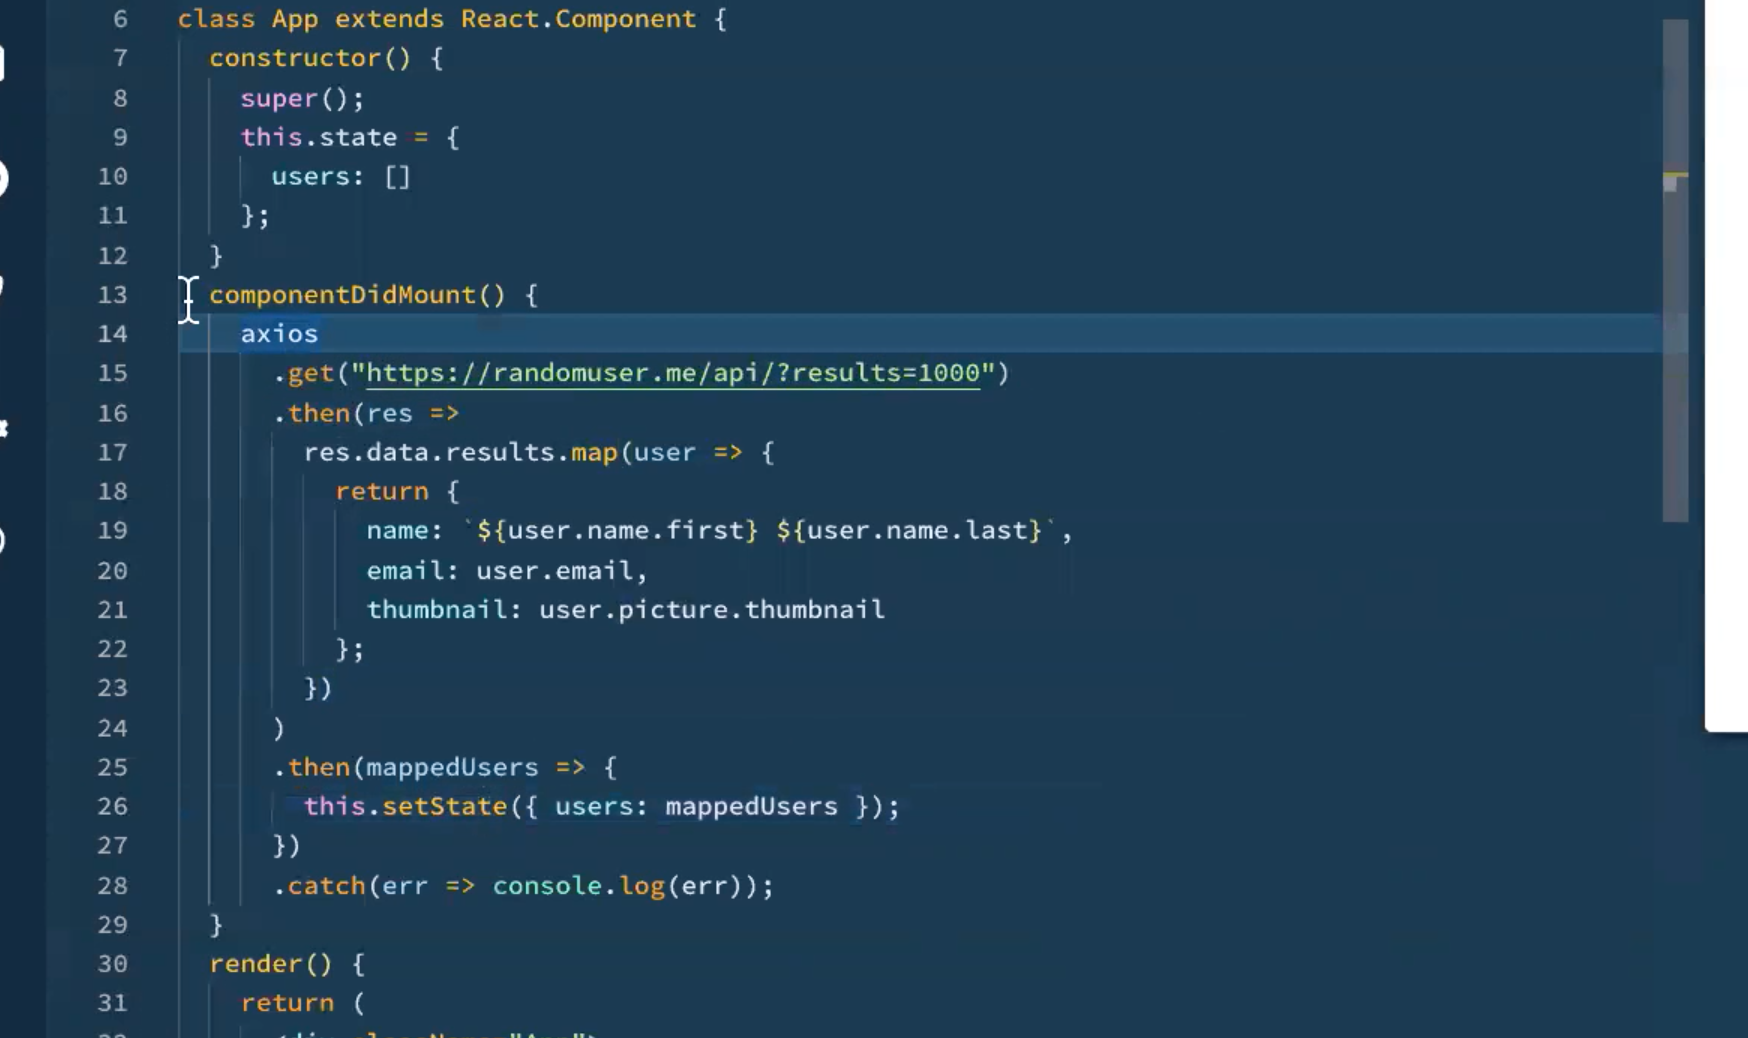 6 class App extends React.Component {
7 constructor() {
8 super();
9 this.state = {
10 users: []
11 };
12 }
13 componentDidMount() {
14 axios
15 .get("https://randomuser.me/api/?results=1000")
16 .then(res =>
17 res.data.results.map(user => {
18 return {
19 name: `${user.name.first} ${user.name.last}`,
20 email: user.email,
21 thumbnail: user.picture.thumbnail
22 };
23 })
24 )
25 .then(mappedUsers => {
26 this.setState({ users: mappedUsers });
27 })
28 .catch(err => console.log(err));
29 }
30 render() {
31 return (